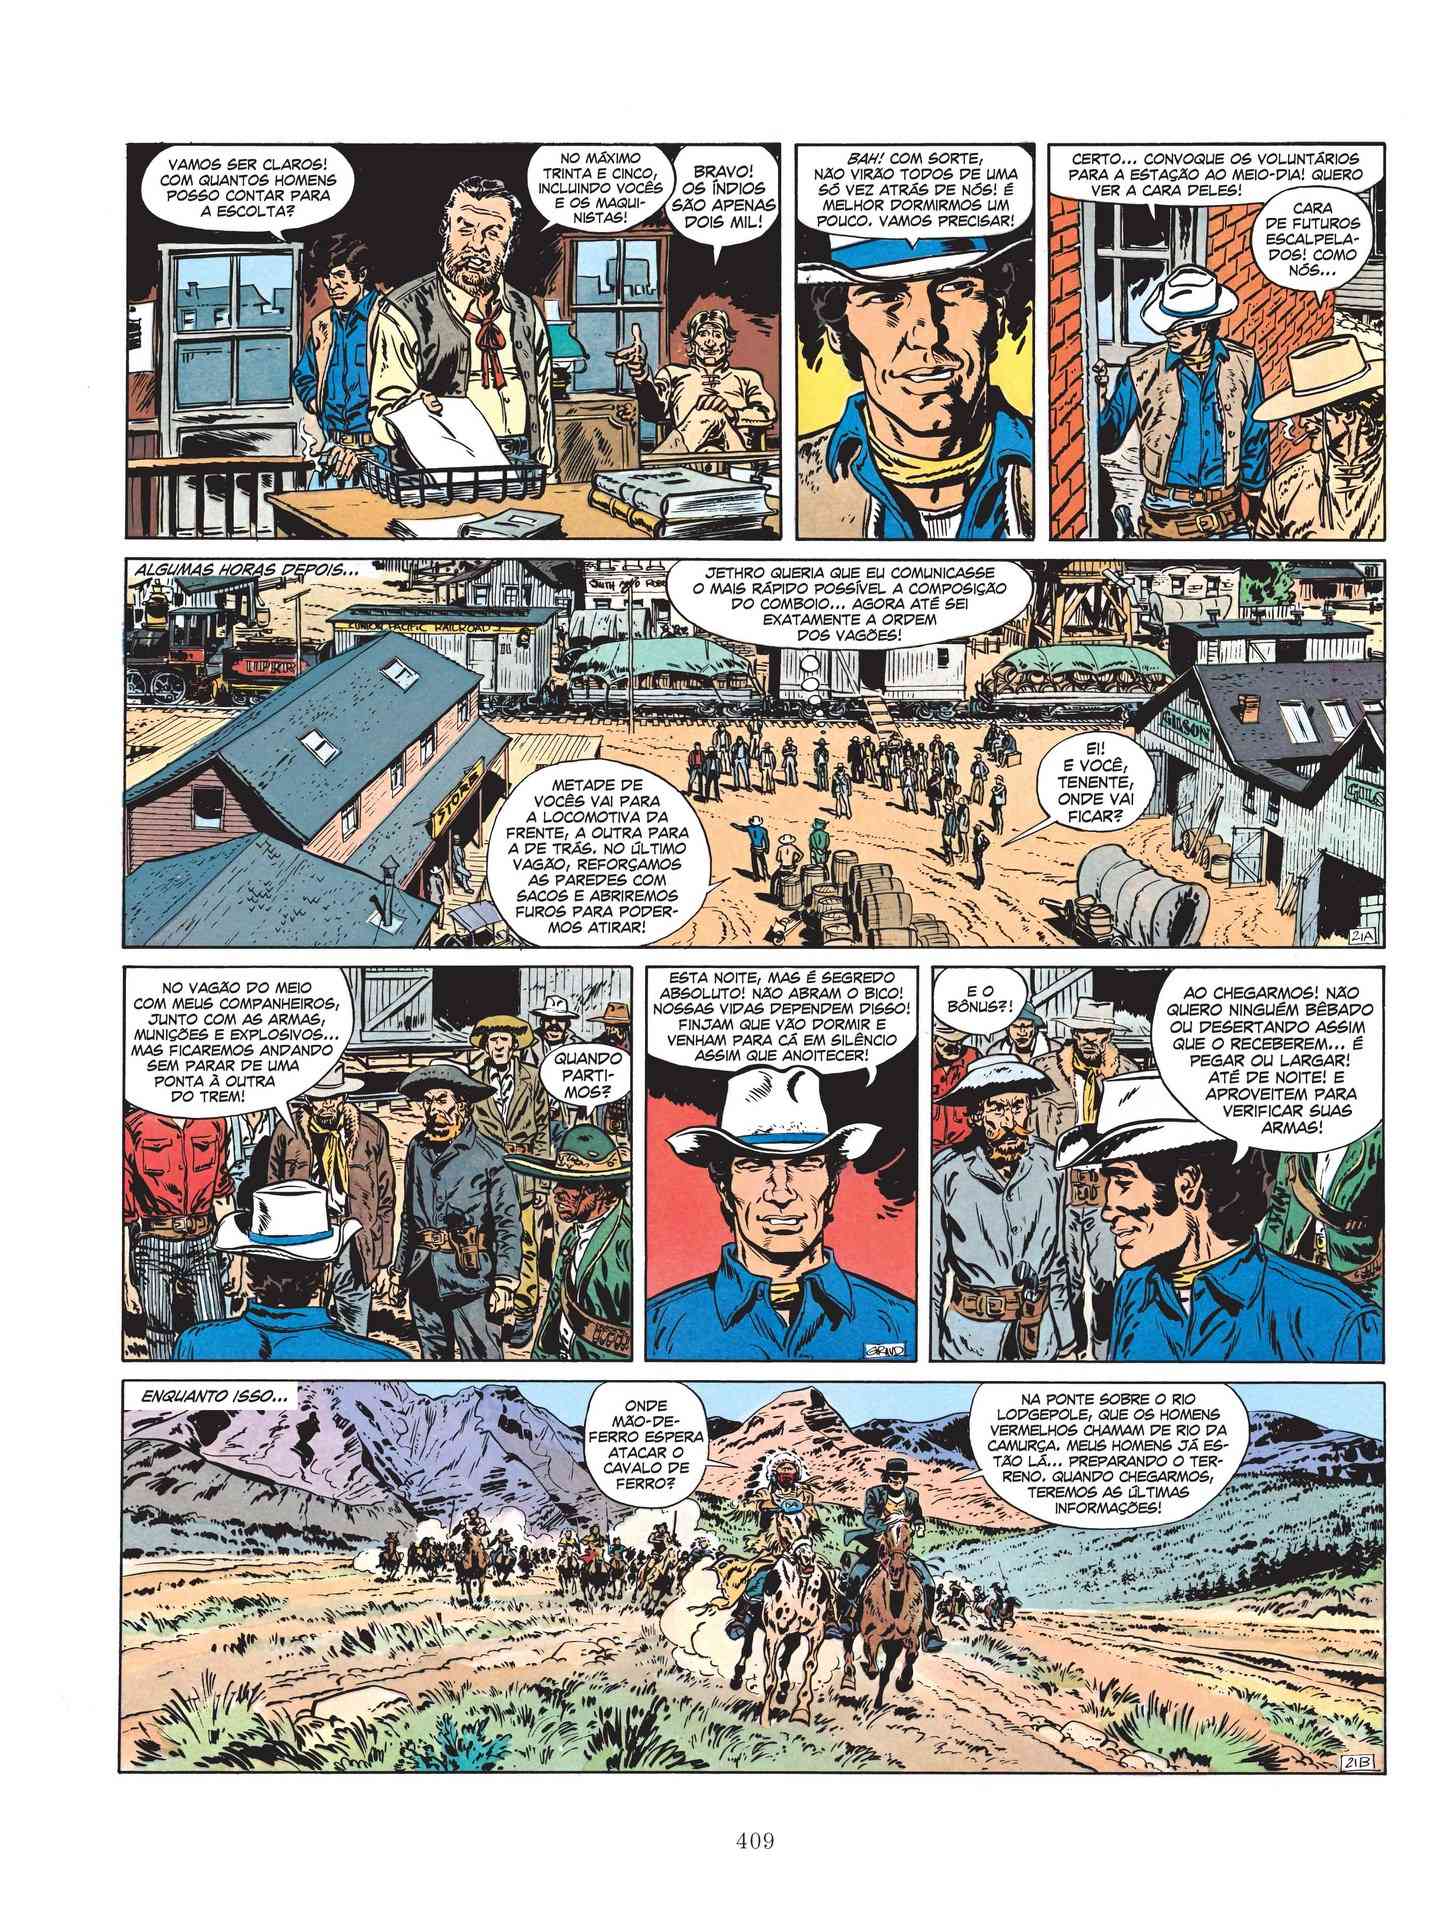 VAMOS SER CLAROS!
COM QUANTOS HOMENS
POSSO CONTAR PARA
A ESCOLTA?
NO MÁXIMO
TRINTA E CINCO,
INCLUINDO VOCÊS
E OS MAQUI-
NISTAS!
BRAVO!
OS ÍNDIOS
SÃO APENAS
DOIS MIL!
BAH! COM SORTE,
NÃO VIRÃO TODOS DE UMA
SÓ VEZ ATRÁS DE NÓS! É
MELHOR DORMIRMOS UM
POUCO. VAMOS PRECISAR!
CERTO... CONVOQUE OS VOLUNTÁRIOS
PARA A ESTAÇÃO AO MEIO-DIA! QUERO
VER A CARA DELES!
CARA
DE FUTUROS
ESCALPELA-
DOS! COMO
NÓS...
ALGUMAS HORAS DEPOIS...
JETHRO QUERIA QUE EU COMUNICASSE
O MAIS RÁPIDO POSSÍVEL A COMPOSIÇÃO
DO COMBOIO... AGORA ATÉ SEI
EXATAMENTE A ORDEM
DOS VAGÕES!
UNION PACIFIC RAILROAD
UPRR
STORE
GILSON
METADE DE
VOCÊS VAI PARA
A LOCOMOTIVA DA
FRENTE, A OUTRA PARA
A DE TRÁS. NO ÚLTIMO
VAGÃO, REFORÇAMOS
AS PAREDES COM
SACOS E ABRIREMOS
FUROS PARA PODER-
MOS ATIRAR!
EI!
E VOCÊ,
TENENTE,
ONDE VAI
FICAR?
21A
NO VAGÃO DO MEIO
COM MEUS COMPANHEIROS,
JUNTO COM AS ARMAS,
MUNIÇÕES E EXPLOSIVOS...
MAS FICAREMOS ANDANDO
SEM PARAR DE UMA
PONTA À OUTRA
DO TREM!
QUANDO
PARTI-
MOS?
ESTA NOITE, MAS É SEGREDO
ABSOLUTO! NÃO ABRAM O BICO!
NOSSAS VIDAS DEPENDEM DISSO!
FINJAM QUE VÃO DORMIR E
VENHAM PARA CÁ EM SILÊNCIO
ASSIM QUE ANOITECER!
GIRAUD
E O
BÔNUS?!
AO CHEGARMOS! NÃO
QUERO NINGUÉM BÊBADO
OU DESERTANDO ASSIM
QUE O RECEBEREM... É
PEGAR OU LARGAR!
ATÉ DE NOITE! E
APROVEITEM PARA
VERIFICAR SUAS
ARMAS!
ENQUANTO ISSO...
ONDE
MÃO-DE-
FERRO ESPERA
ATACAR O
CAVALO DE
FERRO?
NA PONTE SOBRE O RIO
LODGEPOLE, QUE OS HOMENS
VERMELHOS CHAMAM DE RIO DA
CAMURÇA. MEUS HOMENS JÁ ES-
TÃO LÁ... PREPARANDO O TER-
RENO. QUANDO CHEGARMOS,
TEREMOS AS ÚLTIMAS
INFORMAÇÕES!
21B
409